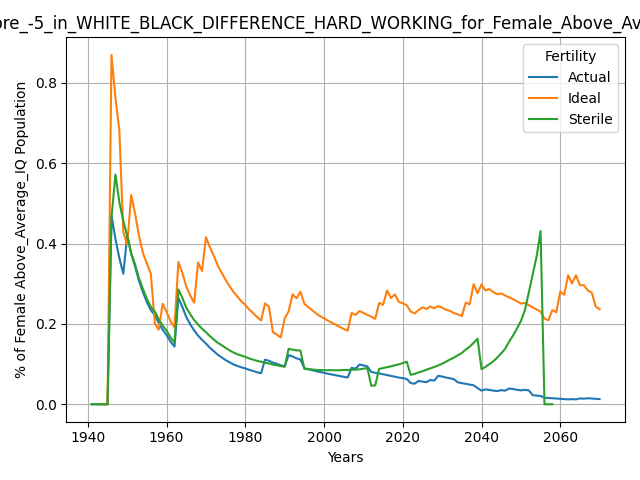 ore_-5_in_WHITE_BLACK_DIFFERENCE_HARD_WORKING_for_Female_Above_Av
% of Female Above_Average_IQ Population
0.8
0.6
0.4
0.2
0.0
Fertility
Actual
Ideal
Sterile
1940 1960 1980 2000 2020 2040 2060
Years